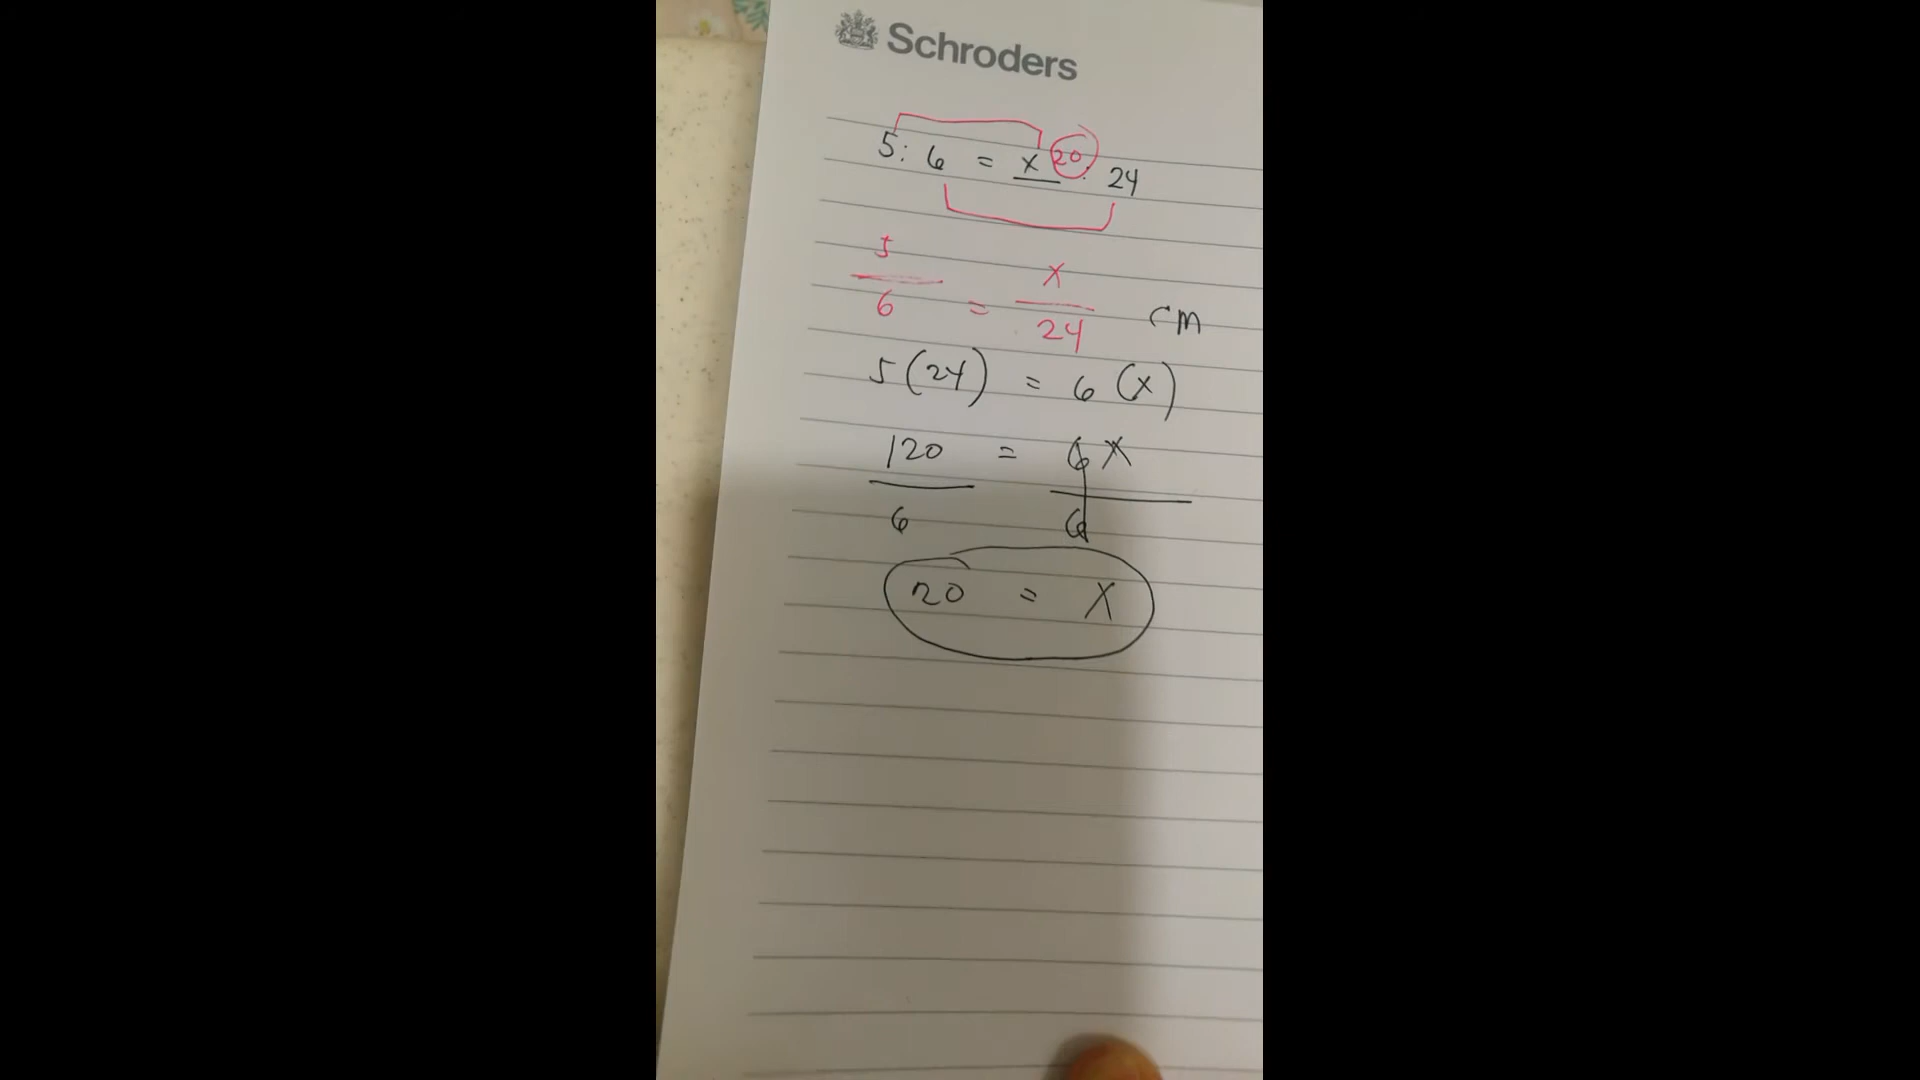 Schroders
5 : 6 = x 20 : 24
5/6 = x/24 cm
5(24) = 6(x)
120/6 = 6x/6
20 = x